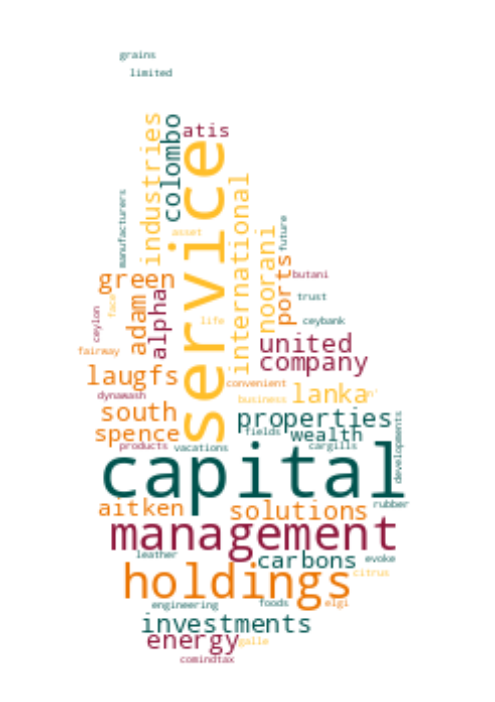 grains
limited
industries
colombo
atis
service
manufacturers
asset
international
noorani
future
ports
butani
green
face
adam
alpha
trust
ceylon
life
ceybank
fairway
united
company
laugfs
convenient
dynawash
business
lanka
n'
south
properties
developments
spence
fields
wealth
products
vacations
cargills
capital
aitken
solutions
rubber
management
leather
carbons
evoke
citrus
holdings
engineering
foods
elgi
investments
energy
galle
comindtax